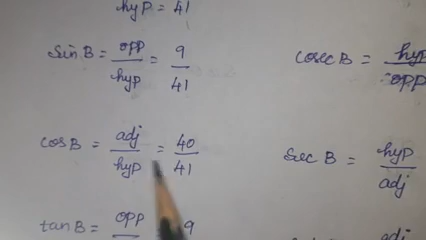 hyp = 41
sin B = opp/hyp = 9/41
cosec B = hyp/opp
cos B = adj/hyp = 40/41
sec B = hyp/adj
tan B = opp = 9